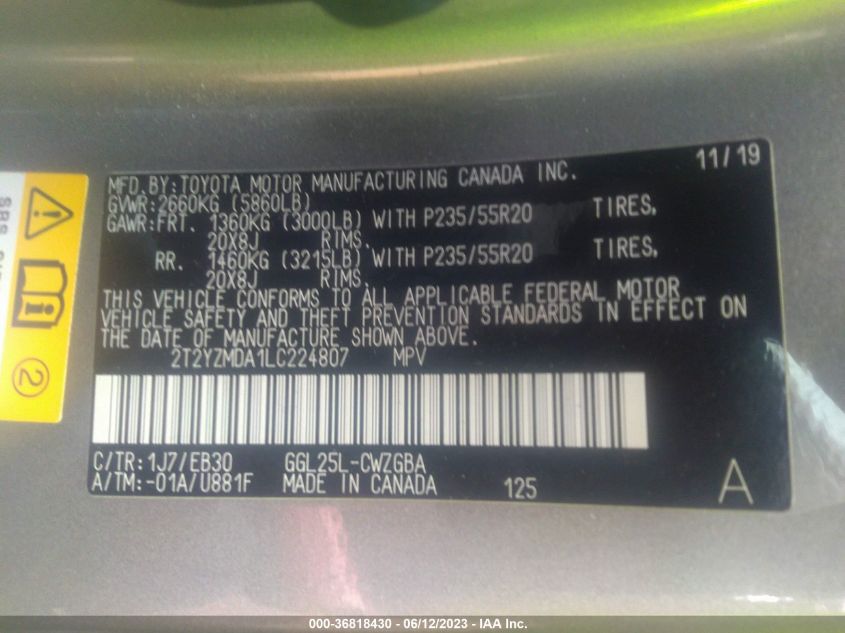 11/19
MFD.BY:TOYOTA MOTOR MANUFACTURING CANADA INC.
GVWR:2660KG (5860LB)
GAWR:FRT. 1360KG (3000LB) WITH P235/55R20 TIRES,
20X8J RIMS.
RR. 1460KG (3215LB) WITH P235/55R20 TIRES,
20X8J RIMS.
THIS VEHICLE CONFORMS TO ALL APPLICABLE FEDERAL MOTOR
VEHICLE SAFETY AND THEFT PREVENTION STANDARDS IN EFFECT ON
THE DATE OF MANUFACTURE SHOWN ABOVE.
2T2YZMDA1LC224807 MPV
C/TR:1J7/EB30 GGL25L-CWZGBA
A/TM:-01A/U881F MADE IN CANADA 125 A
SRS
2
000-36818430 - 06/12/2023 - IAA Inc.